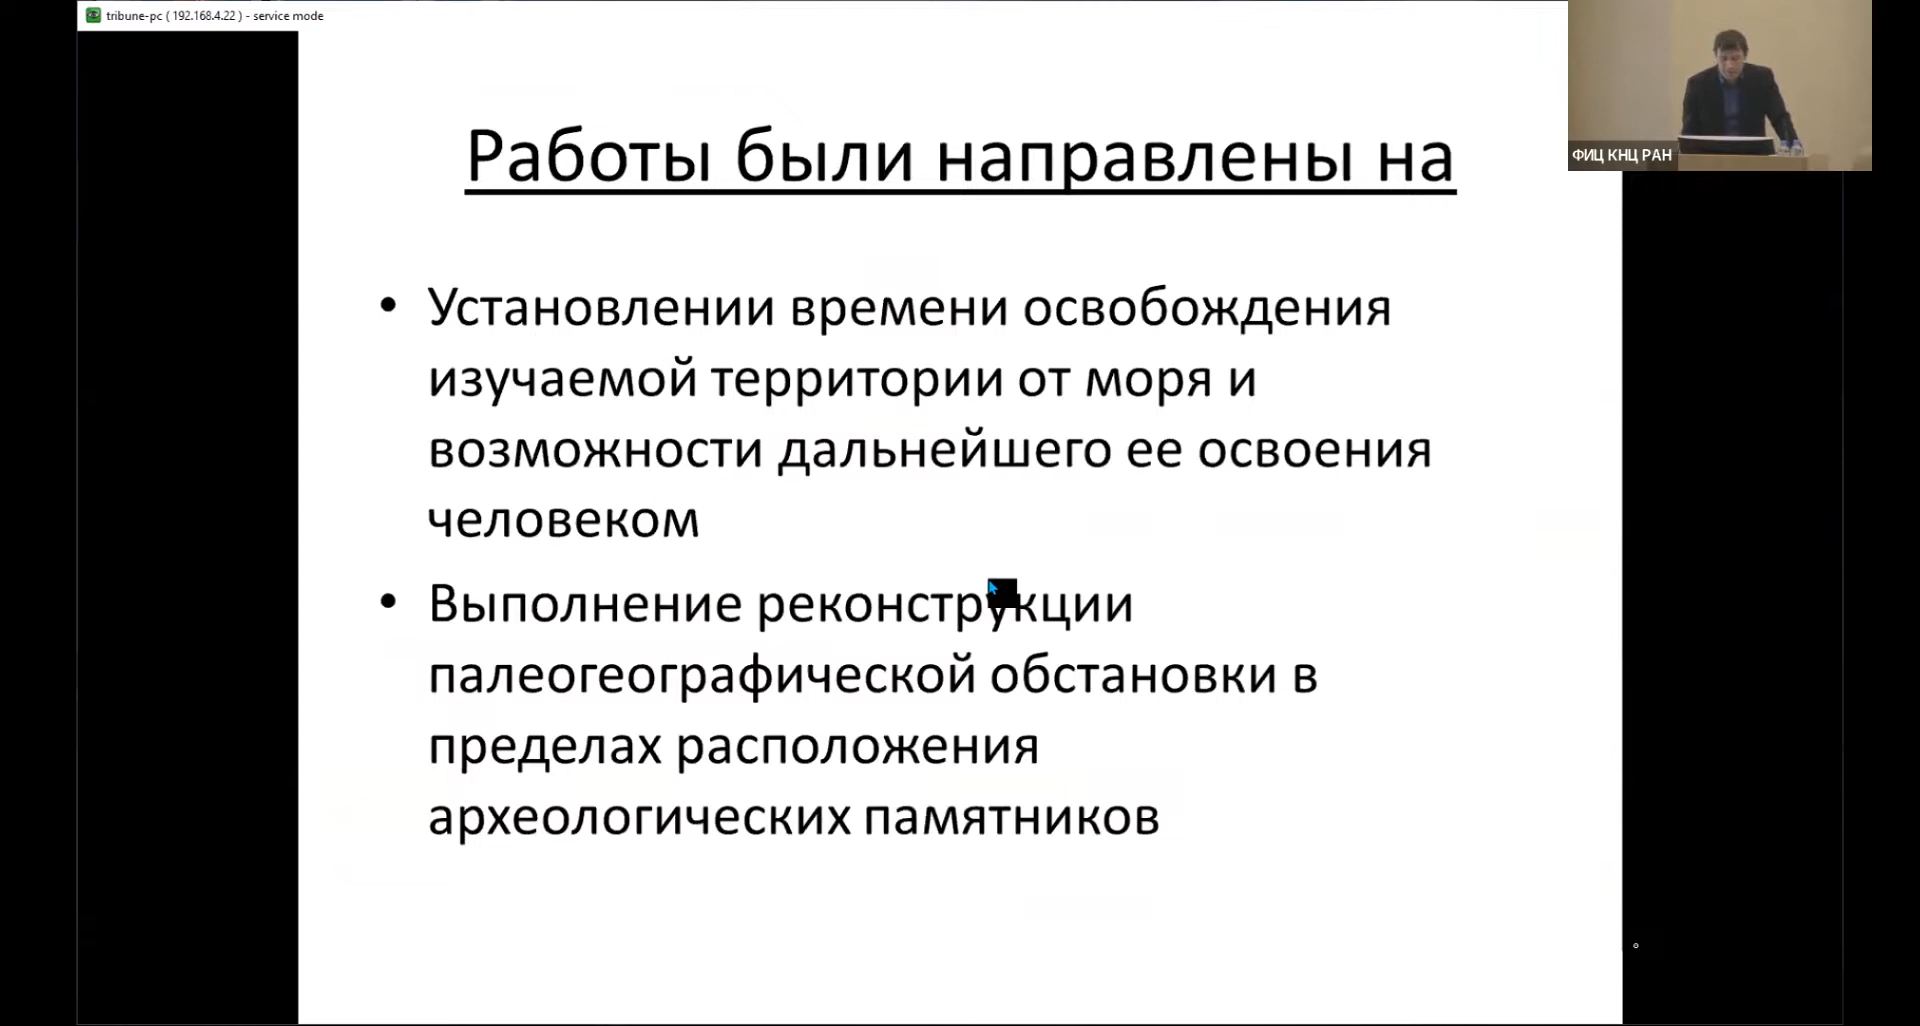 tribune-pc ( 192.168.4.22 ) - service mode
ФИЦ КНЦ РАН
Работы были направлены на
• Установлении времени освобождения
изучаемой территории от моря и
возможности дальнейшего ее освоения
человеком
• Выполнение реконструкции
палеогеографической обстановки в
пределах расположения
археологических памятников